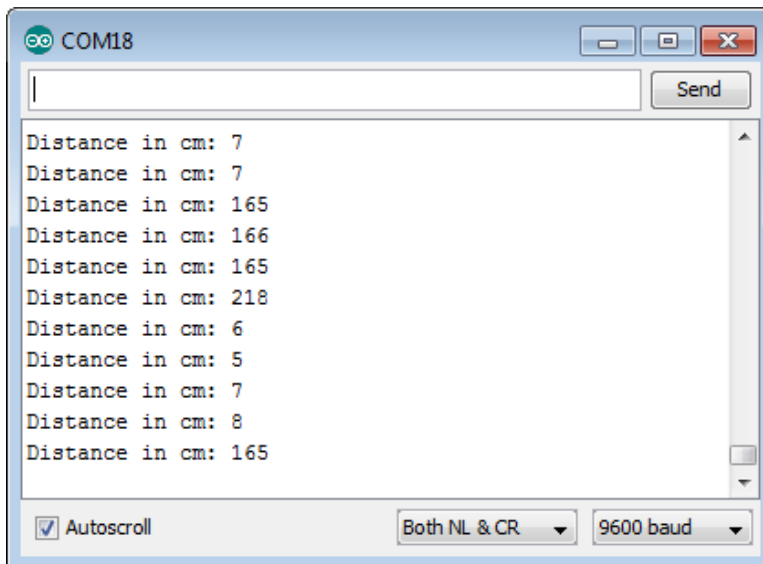 COM18
Send
Distance in cm: 7
Distance in cm: 7
Distance in cm: 165
Distance in cm: 166
Distance in cm: 165
Distance in cm: 218
Distance in cm: 6
Distance in cm: 5
Distance in cm: 7
Distance in cm: 8
Distance in cm: 165
Autoscroll
Both NL & CR
9600 baud